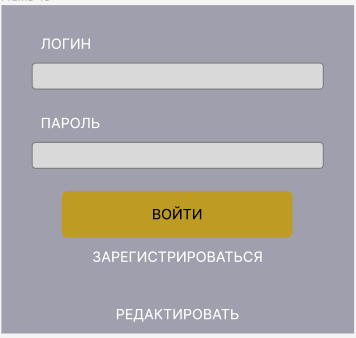 ЛОГИН
ПАРОЛЬ
ВОЙТИ
ЗАРЕГИСТРИРОВАТЬСЯ
РЕДАКТИРОВАТЬ